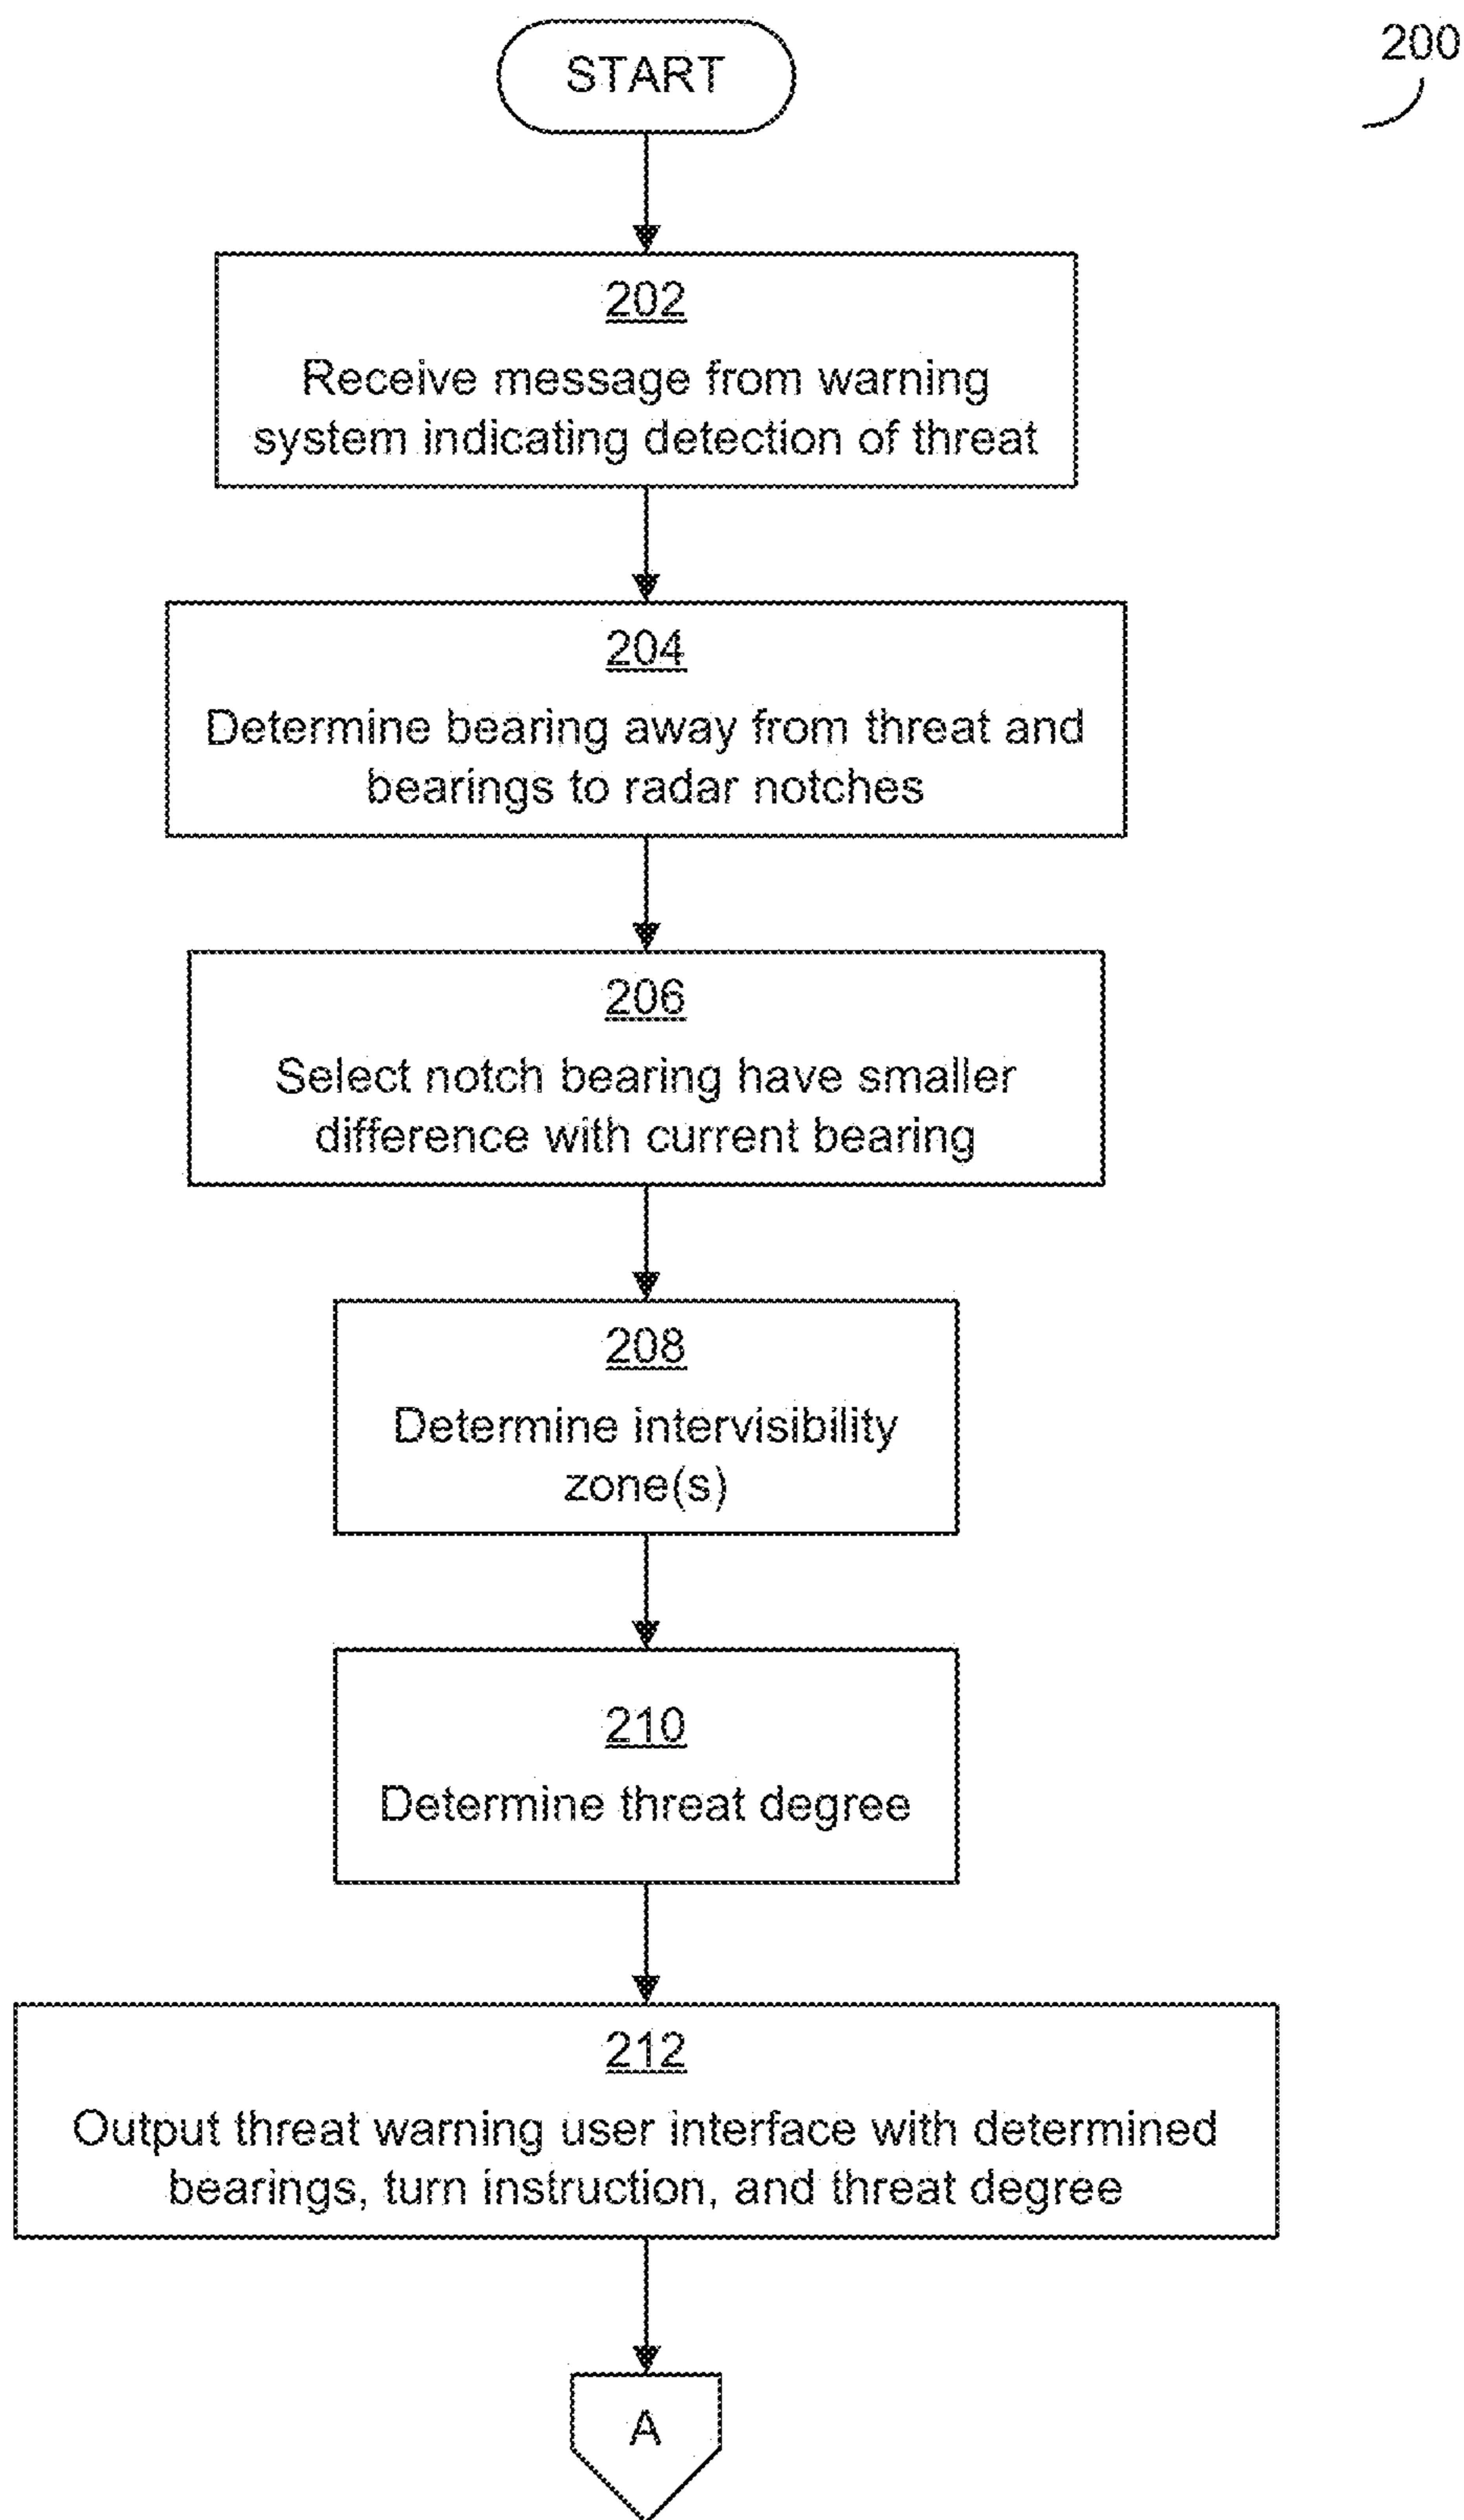 200
START
202
Receive message from warning
system indicating detection of threat
204
Determine bearing away from threat and
bearings to radar notches
206
Select notch bearing have smaller
difference with current bearing
208
Determine intervisibility
zone(s)
210
Determine threat degree
212
Output threat warning user interface with determined
bearings, turn instruction, and threat degree
A